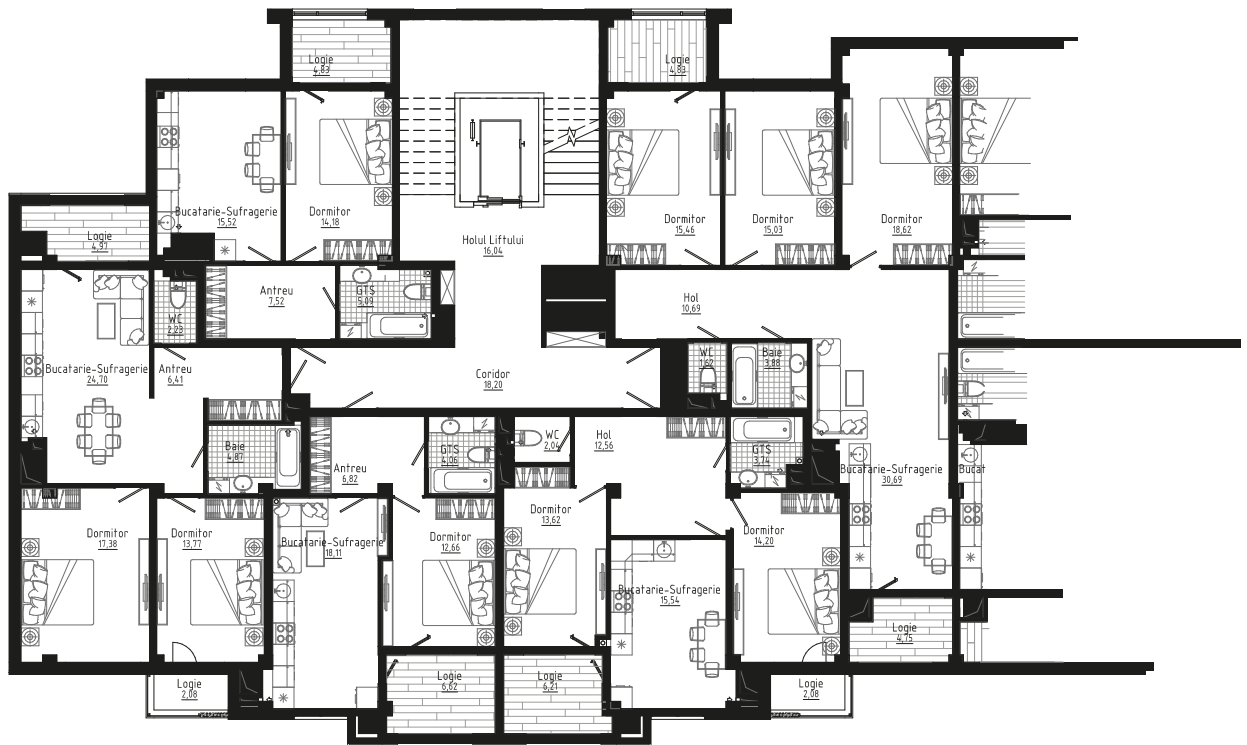 Logie
4,83
Logie
4,83
Bucatarie-Sufragerie
15,52
Dormitor
14,18
Dormitor
15,46
Dormitor
15,03
Dormitor
18,62
Logie
4,97
Holul Liftului
16,04
Antreu
7,52
GTS
5,09
Hol
10,69
WC
2,23
Bucatarie-Sufragerie
24,70
Antreu
6,41
Coridor
18,20
WC
1,62
Baie
3,88
Baie
4,87
Antreu
6,82
GTS
4,06
WC
2,04
Hol
12,56
GTS
3,74
Bucatarie-Sufragerie
30,69
Bucat
Dormitor
17,38
Dormitor
13,77
Bucatarie-Sufragerie
18,11
Dormitor
12,66
Dormitor
13,62
Dormitor
14,20
Bucatarie-Sufragerie
15,54
Logie
4,75
Logie
2,08
Logie
6,62
Logie
6,21
Logie
2,08